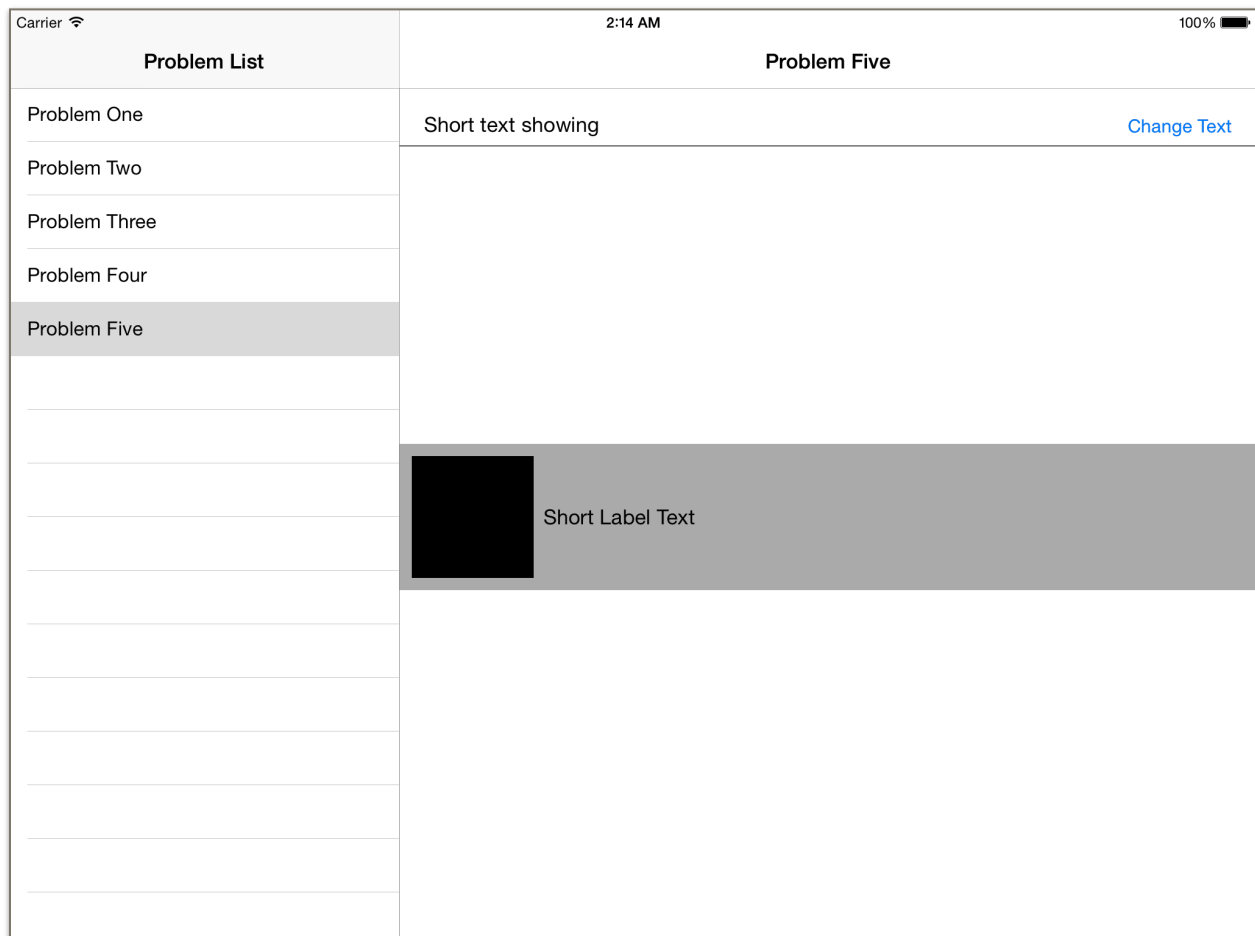 Carrier 2:14 AM 100%
Problem List
Problem Five
Problem One
Problem Two
Problem Three
Problem Four
Problem Five
Short text showing
Change Text
Short Label Text